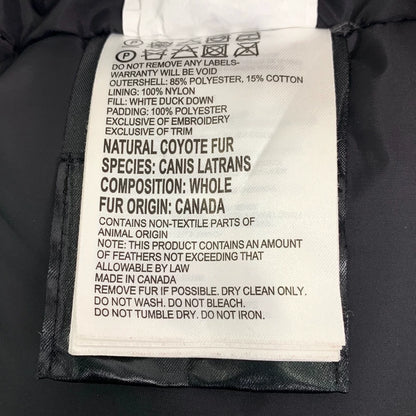 P
DO NOT REMOVE ANY LABELS-
WARRANTY WILL BE VOID
OUTERSHELL: 85% POLYESTER, 15% COTTON
LINING: 100% NYLON
FILL: WHITE DUCK DOWN
PADDING: 100% POLYESTER
EXCLUSIVE OF EMBROIDERY
EXCLUSIVE OF TRIM
NATURAL COYOTE FUR
SPECIES: CANIS LATRANS
COMPOSITION: WHOLE
FUR ORIGIN: CANADA
CONTAINS NON-TEXTILE PARTS OF
ANIMAL ORIGIN
NOTE: THIS PRODUCT CONTAINS AN AMOUNT
OF FEATHERS NOT EXCEEDING THAT
ALLOWABLE BY LAW
MADE IN CANADA
REMOVE FUR IF POSSIBLE. DRY CLEAN ONLY.
DO NOT WASH. DO NOT BLEACH.
DO NOT TUMBLE DRY. DO NOT IRON.